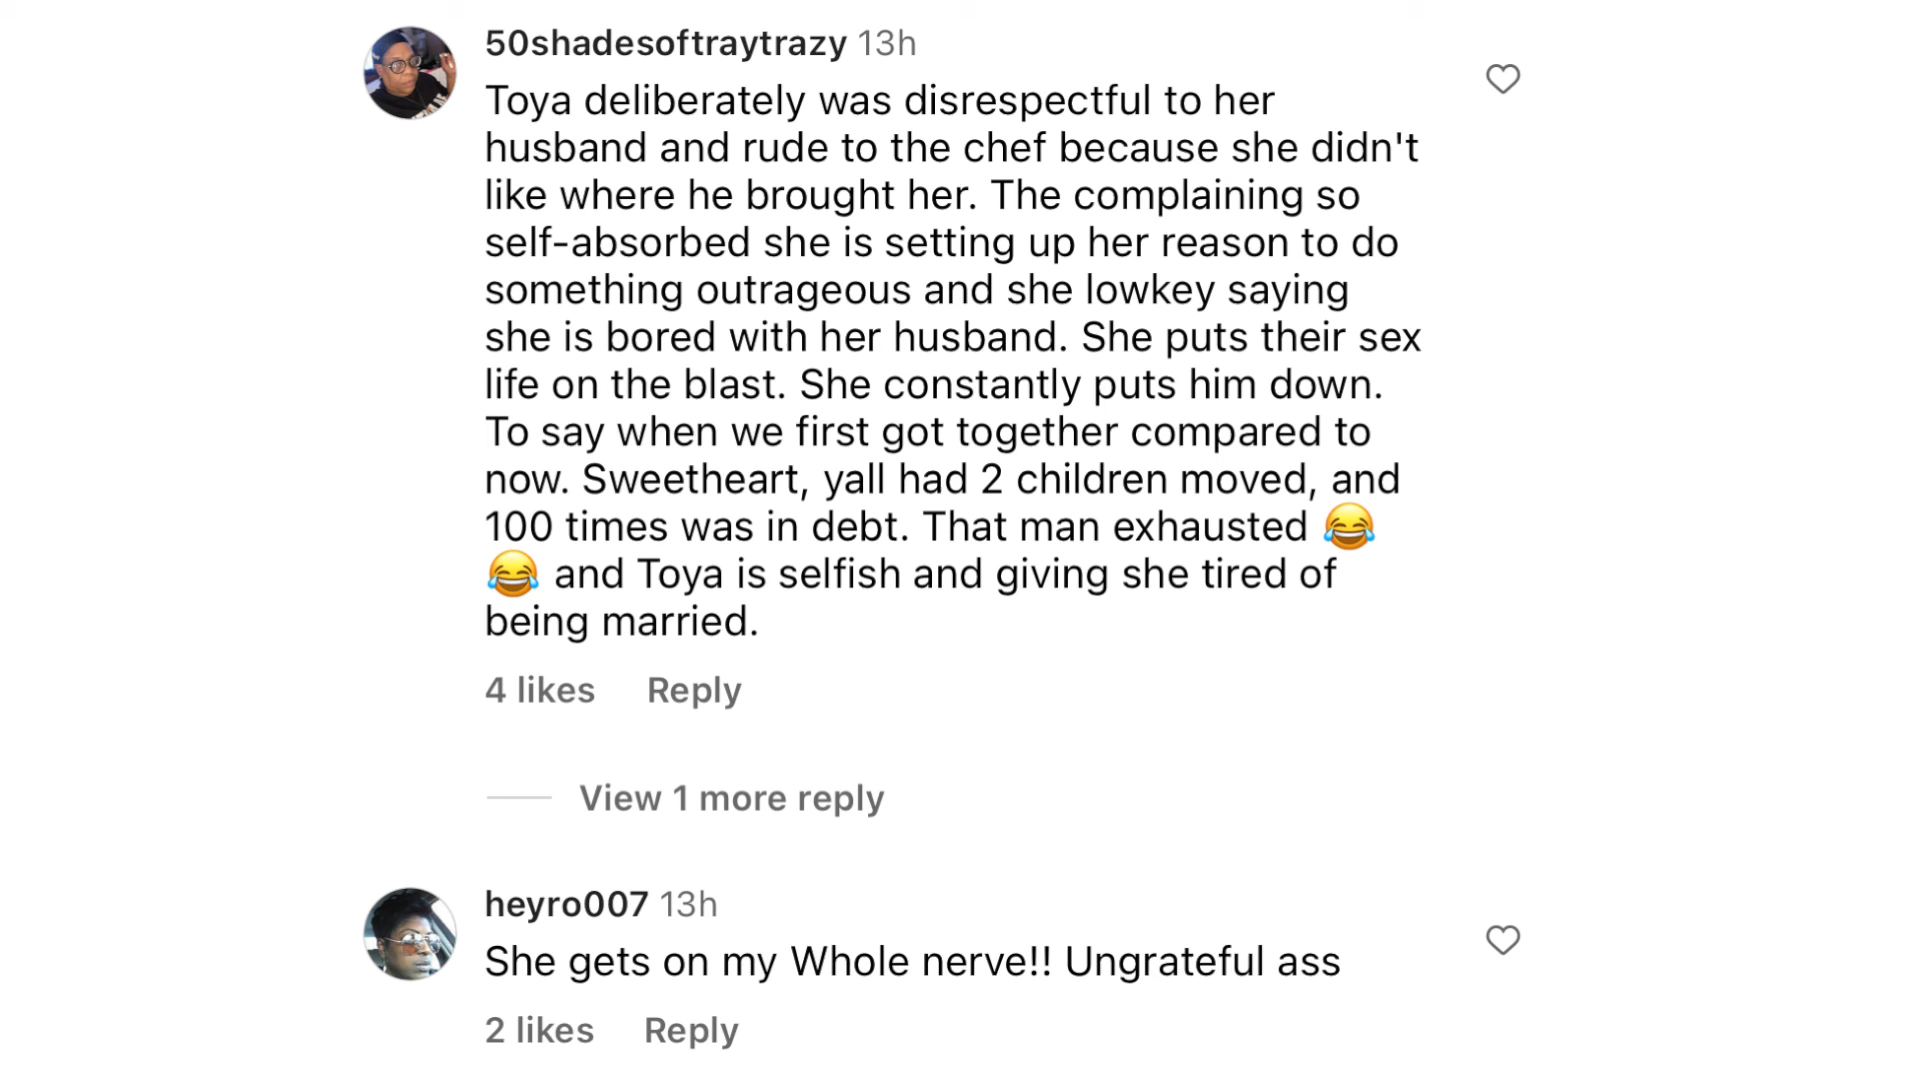 50shadesoftraytrazy 13h
Toya deliberately was disrespectful to her
husband and rude to the chef because she didn't
like where he brought her. The complaining so
self-absorbed she is setting up her reason to do
something outrageous and she lowkey saying
she is bored with her husband. She puts their sex
life on the blast. She constantly puts him down.
To say when we first got together compared to
now. Sweetheart, yall had 2 children moved, and
100 times was in debt. That man exhausted 😂
😂 and Toya is selfish and giving she tired of
being married.
4 likes Reply
View 1 more reply
heyro007 13h
She gets on my Whole nerve!! Ungrateful ass
2 likes Reply